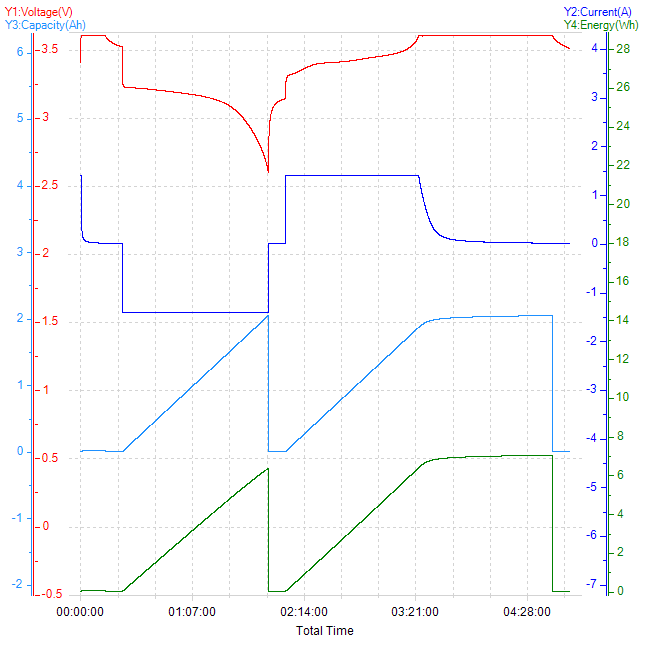 Y1:Voltage(V) Y2:Current(A)
Y3:Capacity(Ah) Y4:Energy(Wh)
6 3.5 4 28
3 26
5 3 2 24
22
4 2.5 1 20
3 2 0 18
16
-1
2 1.5 14
-2 12
1 1 -3 10
0 0.5 -4 8
-5 6
-1 0 4
-6 2
-2 -0.5 -7 0
00:00:00 01:07:00 02:14:00 03:21:00 04:28:00
Total Time